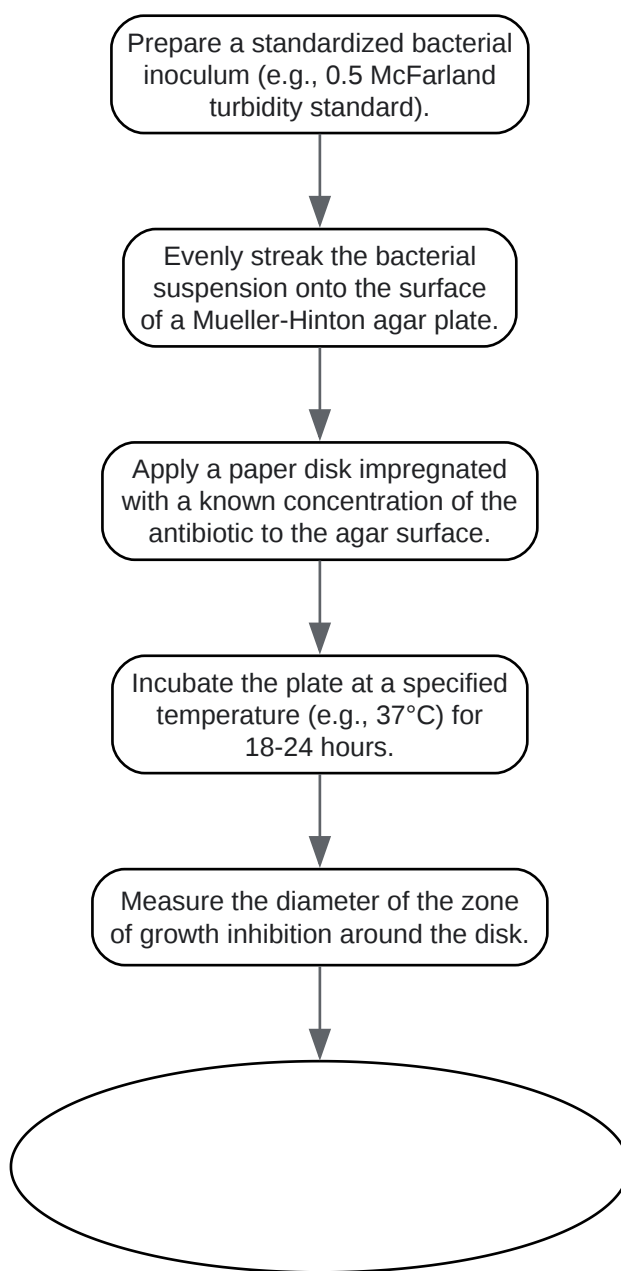 Prepare a standardized bacterial
inoculum (e.g., 0.5 McFarland
turbidity standard).
Evenly streak the bacterial
suspension onto the surface
of a Mueller-Hinton agar plate.
Apply a paper disk impregnated
with a known concentration of the
antibiotic to the agar surface.
Incubate the plate at a specified
temperature (e.g., 37°C) for
18-24 hours.
Measure the diameter of the zone
of growth inhibition around the disk.